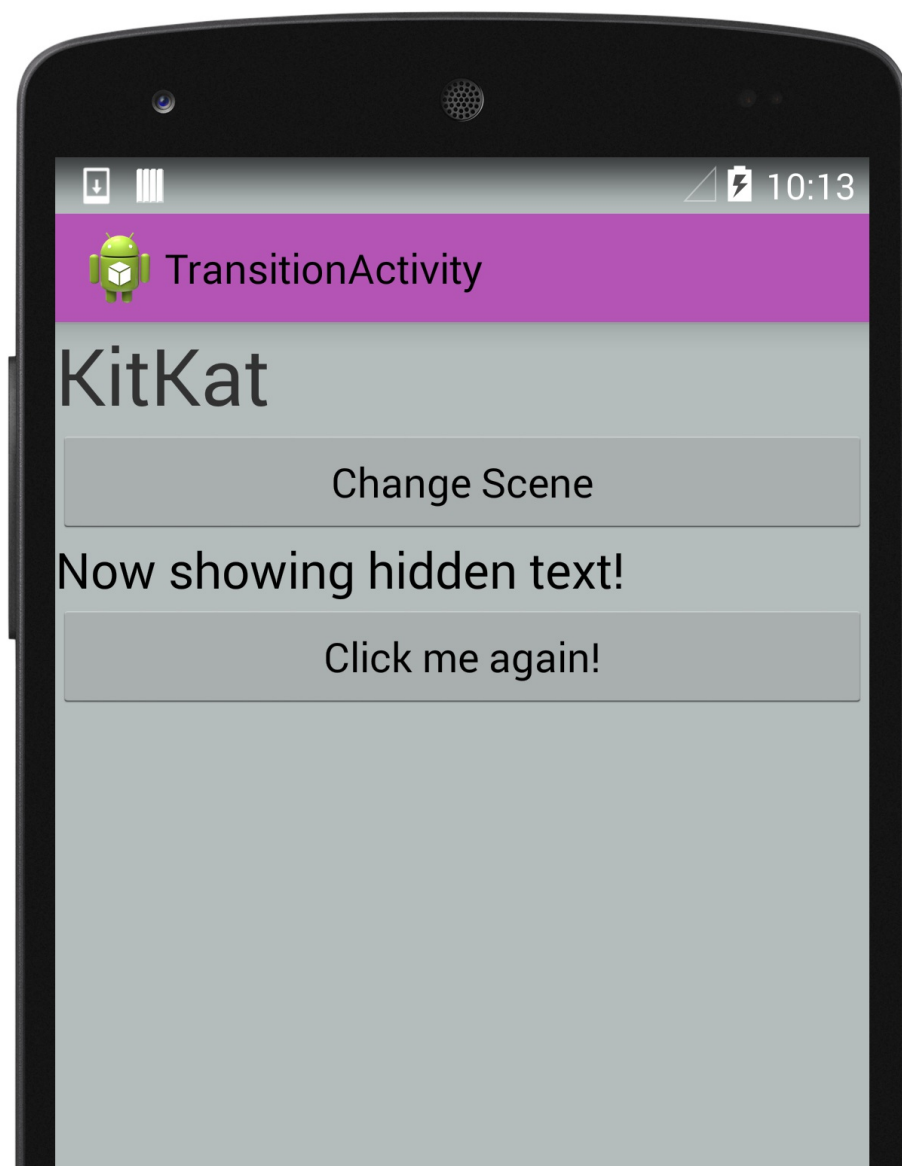 10:13
TransitionActivity
KitKat
Change Scene
Now showing hidden text!
Click me again!